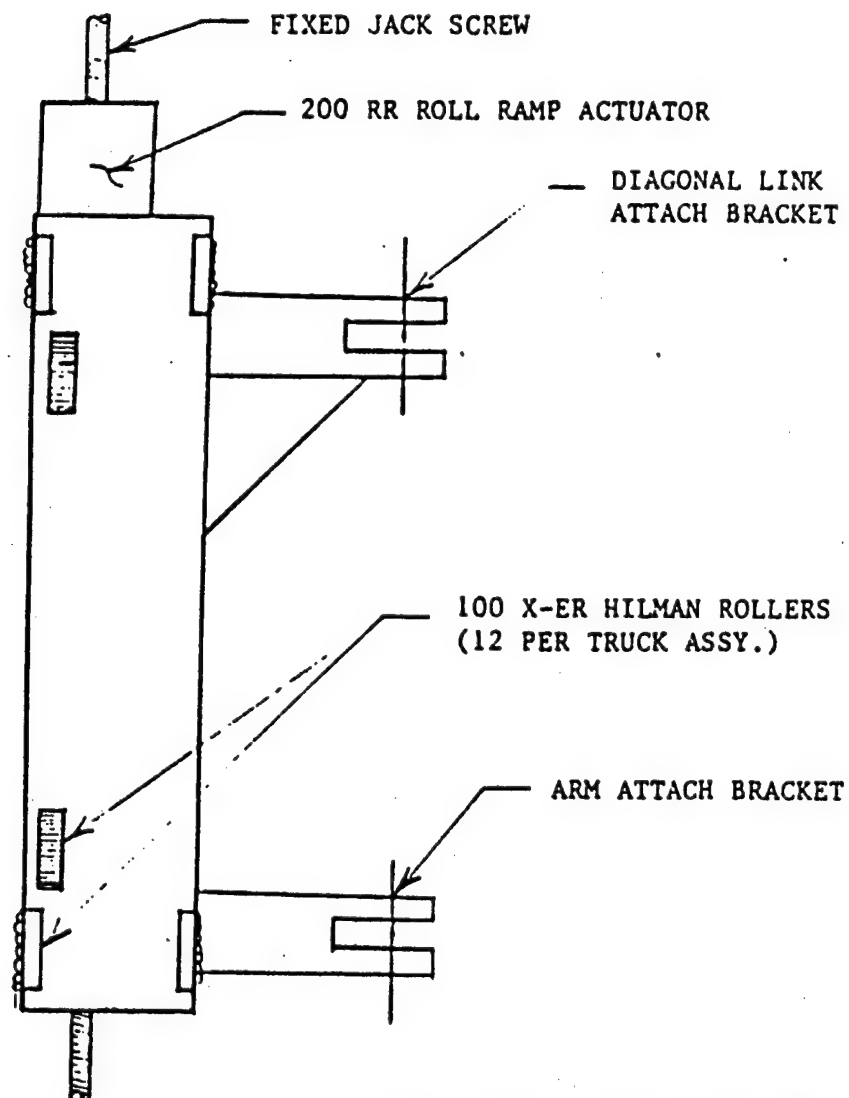 FIXED JACK SCREW
200 RR ROLL RAMP ACTUATOR
DIAGONAL LINK
ATTACH BRACKET
100 X-ER HILMAN ROLLERS
(12 PER TRUCK ASSY.)
ARM ATTACH BRACKET